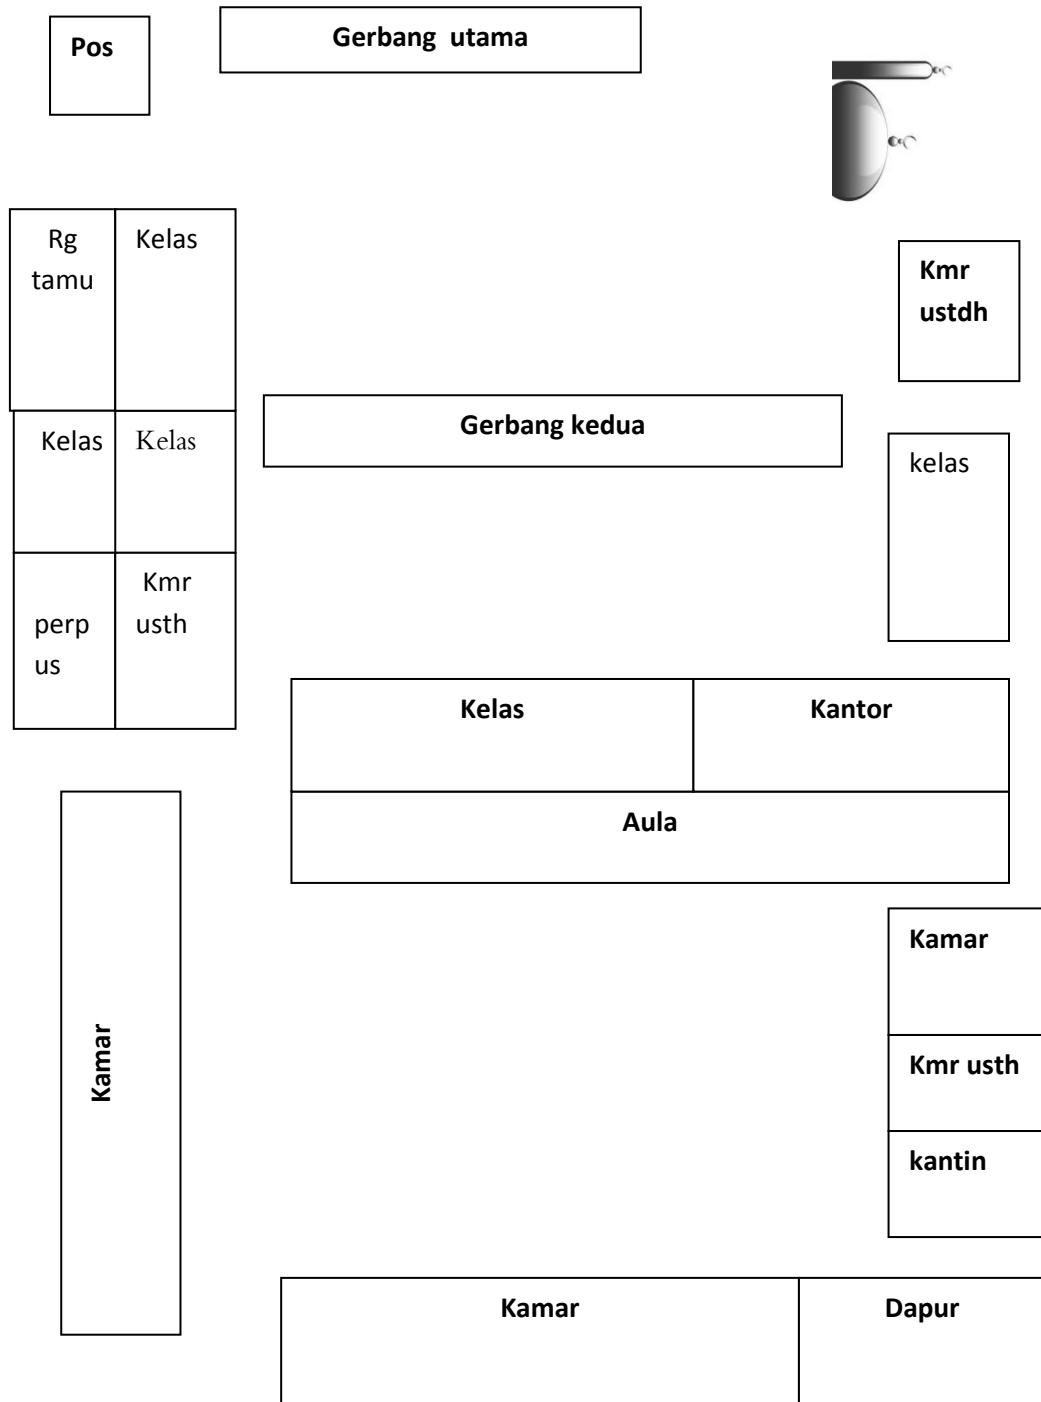 Pos
Gerbang  utama
Rg
tamu
Kelas
Kmr
ustdh
Gerbang kedua
Kelas
Kelas
kelas
perp
us
Kmr
usth
Kelas
Kantor
Aula
Kamar
Kamar
Kmr usth
kantin
Kamar
Dapur